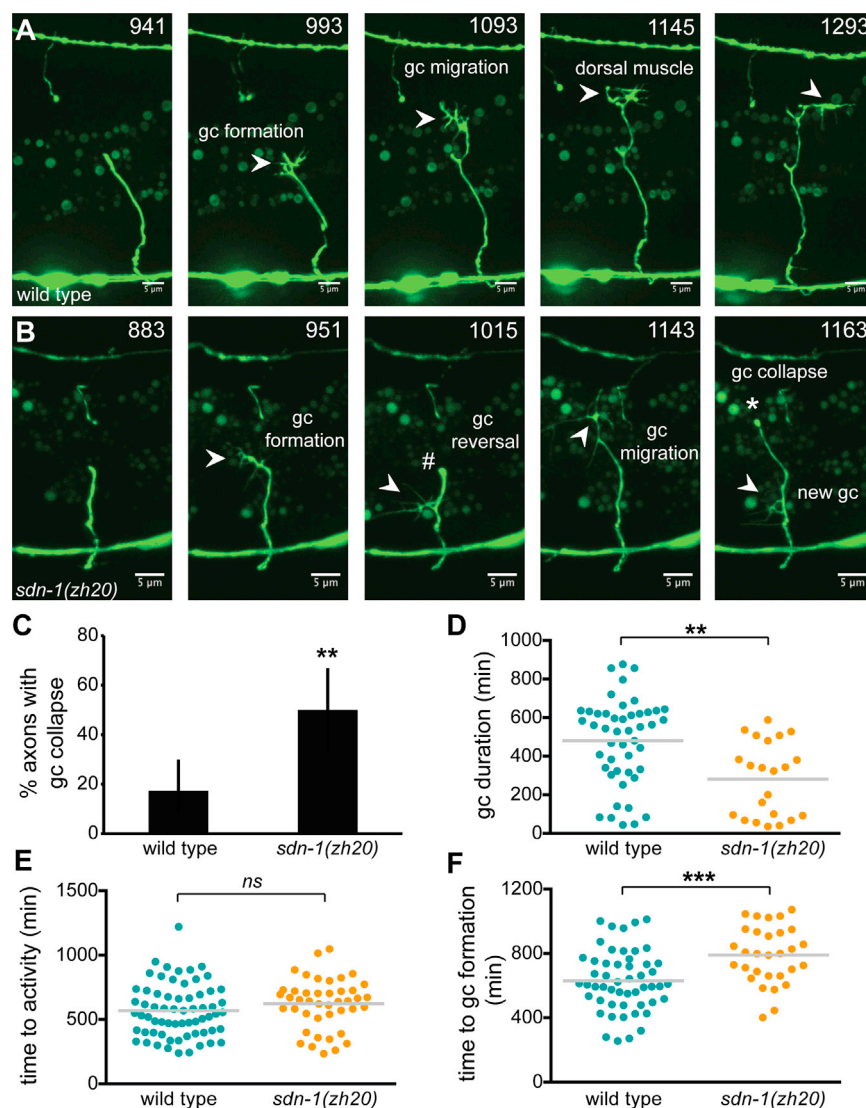 A
941
993
1093
1145
1293
gc formation
gc migration
dorsal muscle
wild type
5 µm
5 µm
5 µm
5 µm
5 µm
B
883
951
1015
1143
1163
gc
formation
gc
reversal
#
gc
migration
gc collapse
*
new gc
sdn-1(zh20)
5 µm
5 µm
5 µm
5 µm
5 µm
C
% axons with
gc collapse
80
60
40
20
0
**
wild type
sdn-1(zh20)
D
gc duration (min)
1000
800
600
400
200
0
**
wild type
sdn-1(zh20)
E
time to activity (min)
1500
1000
500
0
ns
wild type
sdn-1(zh20)
F
time to gc formation
(min)
1200
800
400
0
***
wild type
sdn-1(zh20)